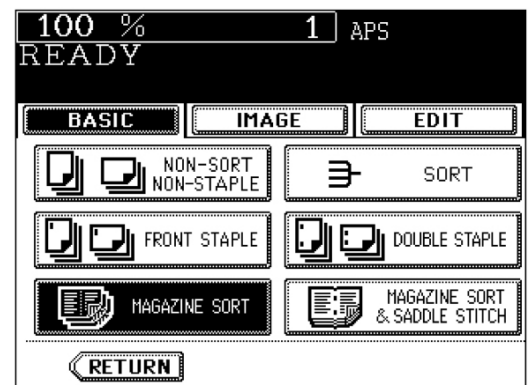 100 % 1 APS
READY
BASIC IMAGE EDIT
NON-SORT
NON-STAPLE
SORT
FRONT STAPLE
DOUBLE STAPLE
MAGAZINE SORT
MAGAZINE SORT
& SADDLE STITCH
RETURN